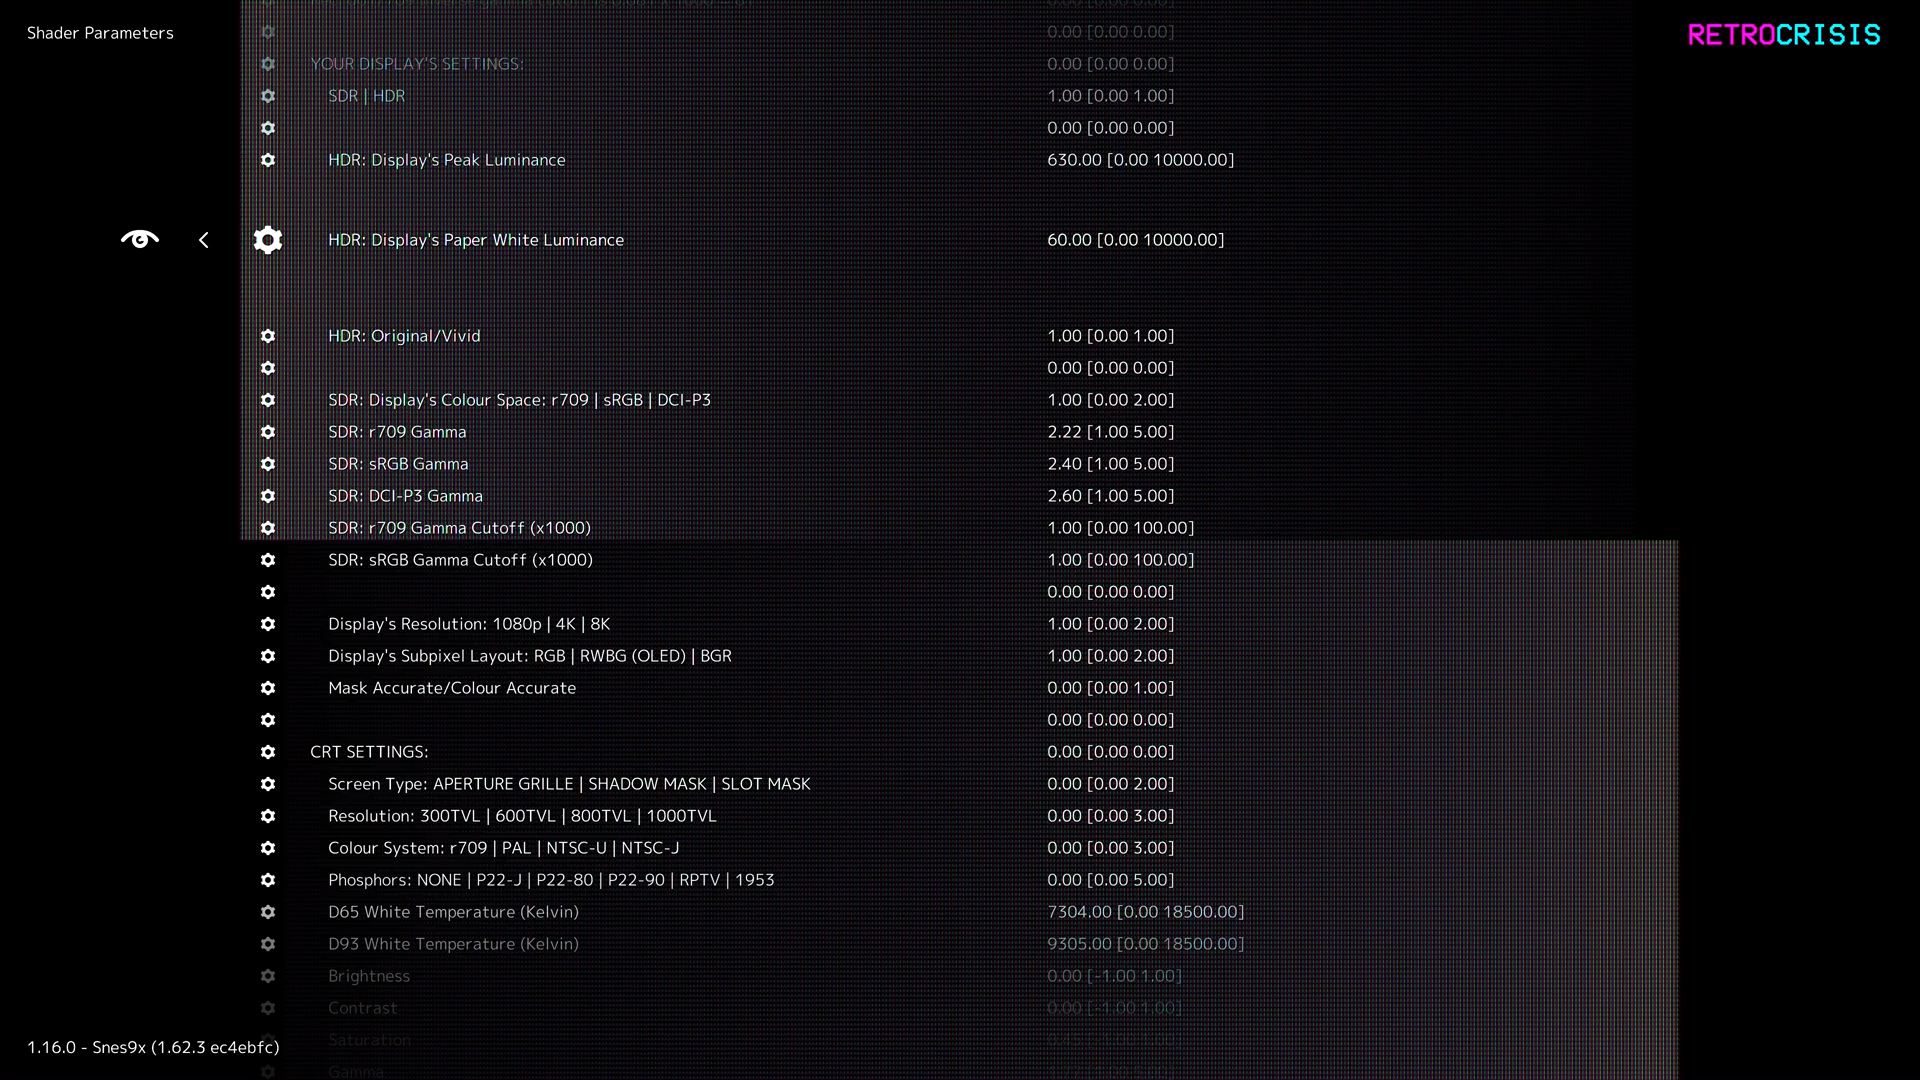 Shader Parameters
RETROCRISIS
0.00 [0.00 0.00]
YOUR DISPLAY'S SETTINGS: 0.00 [0.00 0.00]
SDR | HDR 1.00 [0.00 1.00]
0.00 [0.00 0.00]
HDR: Display's Peak Luminance 630.00 [0.00 10000.00]
HDR: Display's Paper White Luminance 60.00 [0.00 10000.00]
HDR: Original/Vivid 1.00 [0.00 1.00]
0.00 [0.00 0.00]
SDR: Display's Colour Space: r709 | sRGB | DCI-P3 1.00 [0.00 2.00]
SDR: r709 Gamma 2.22 [1.00 5.00]
SDR: sRGB Gamma 2.40 [1.00 5.00]
SDR: DCI-P3 Gamma 2.60 [1.00 5.00]
SDR: r709 Gamma Cutoff (x1000) 1.00 [0.00 100.00]
SDR: sRGB Gamma Cutoff (x1000) 1.00 [0.00 100.00]
0.00 [0.00 0.00]
Display's Resolution: 1080p | 4K | 8K 1.00 [0.00 2.00]
Display's Subpixel Layout: RGB | RWBG (OLED) | BGR 1.00 [0.00 2.00]
Mask Accurate/Colour Accurate 0.00 [0.00 1.00]
0.00 [0.00 0.00]
CRT SETTINGS: 0.00 [0.00 0.00]
Screen Type: APERTURE GRILLE | SHADOW MASK | SLOT MASK 0.00 [0.00 2.00]
Resolution: 300TVL | 600TVL | 800TVL | 1000TVL 0.00 [0.00 3.00]
Colour System: r709 | PAL | NTSC-U | NTSC-J 0.00 [0.00 3.00]
Phosphors: NONE | P22-J | P22-80 | P22-90 | RPTV | 1953 0.00 [0.00 5.00]
D65 White Temperature (Kelvin) 7304.00 [0.00 18500.00]
D93 White Temperature (Kelvin) 9305.00 [0.00 18500.00]
Brightness 0.00 [-1.00 1.00]
Contrast 0.00 [-1.00 1.00]
Saturation 0.45 [-1.00 1.00]
Gamma
1.16.0 - Snes9x (1.62.3 ec4ebfc)